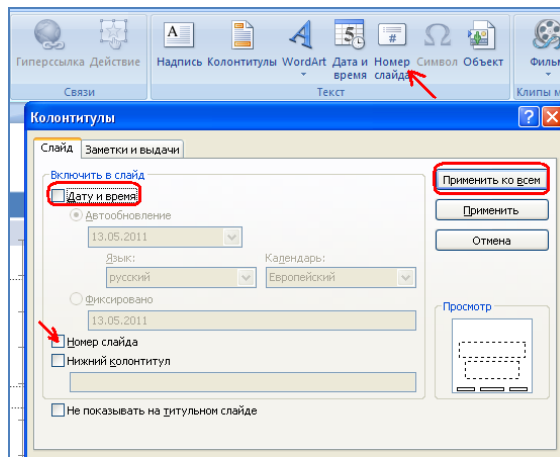 Гиперссылка Действие
Надпись Колонтитулы WordArt Дата и время Номер слайда Символ Объект
Связи
Текст
Колонтитулы
Слайд
Заметки и выдачи
Включить в слайд
Дату и время
Автообновление
13.05.2011
Язык:
Календарь:
русский
Европейский
Фиксировано
13.05.2011
Номер слайда
Нижний колонтитул
Не показывать на титульном слайде
Применить ко всем
Применить
Отмена
Просмотр